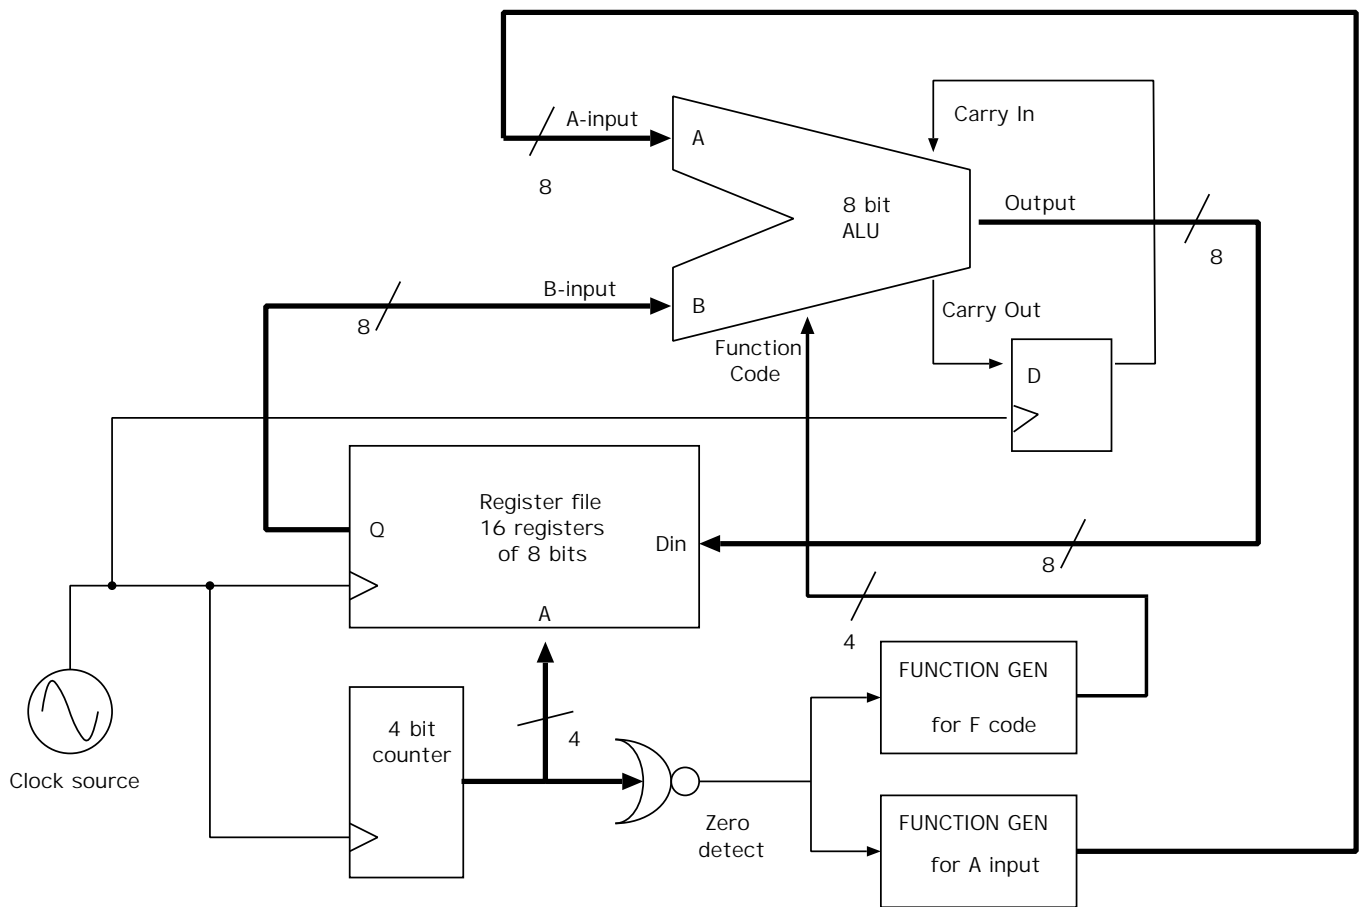 Carry In
A-input
A
8
8 bit
ALU
Output
8
B-input
8
B
Carry Out
Function
Code
D
Register file
16 registers
of 8 bits
Q
Din
A
8
4
FUNCTION GEN
for F code
4 bit
counter
4
Clock source
Zero
detect
FUNCTION GEN
for A input